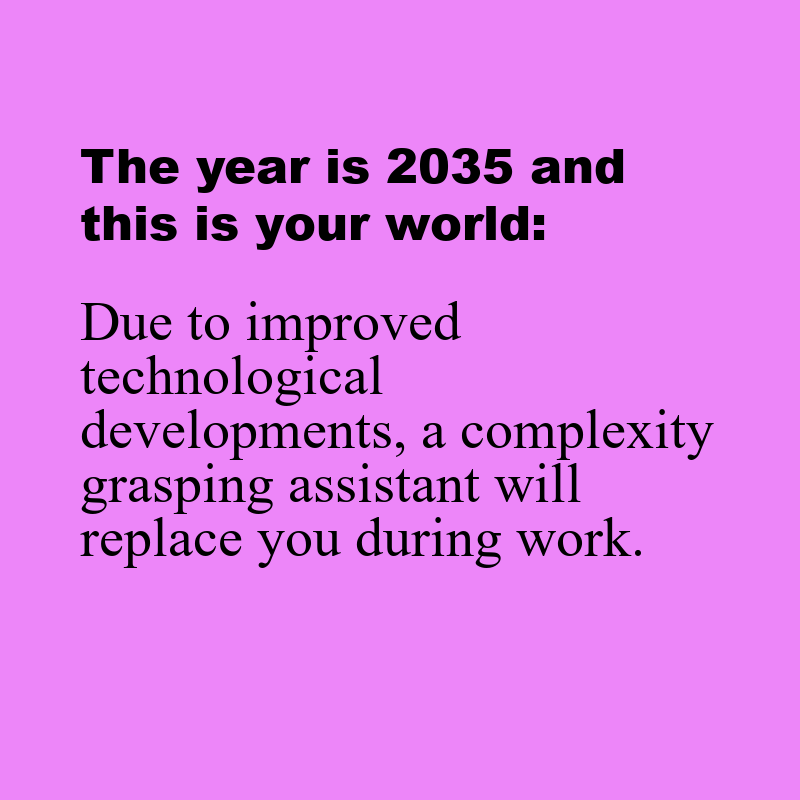 The year is 2035 and
this is your world:
Due to improved
technological
developments, a complexity
grasping assistant will
replace you during work.